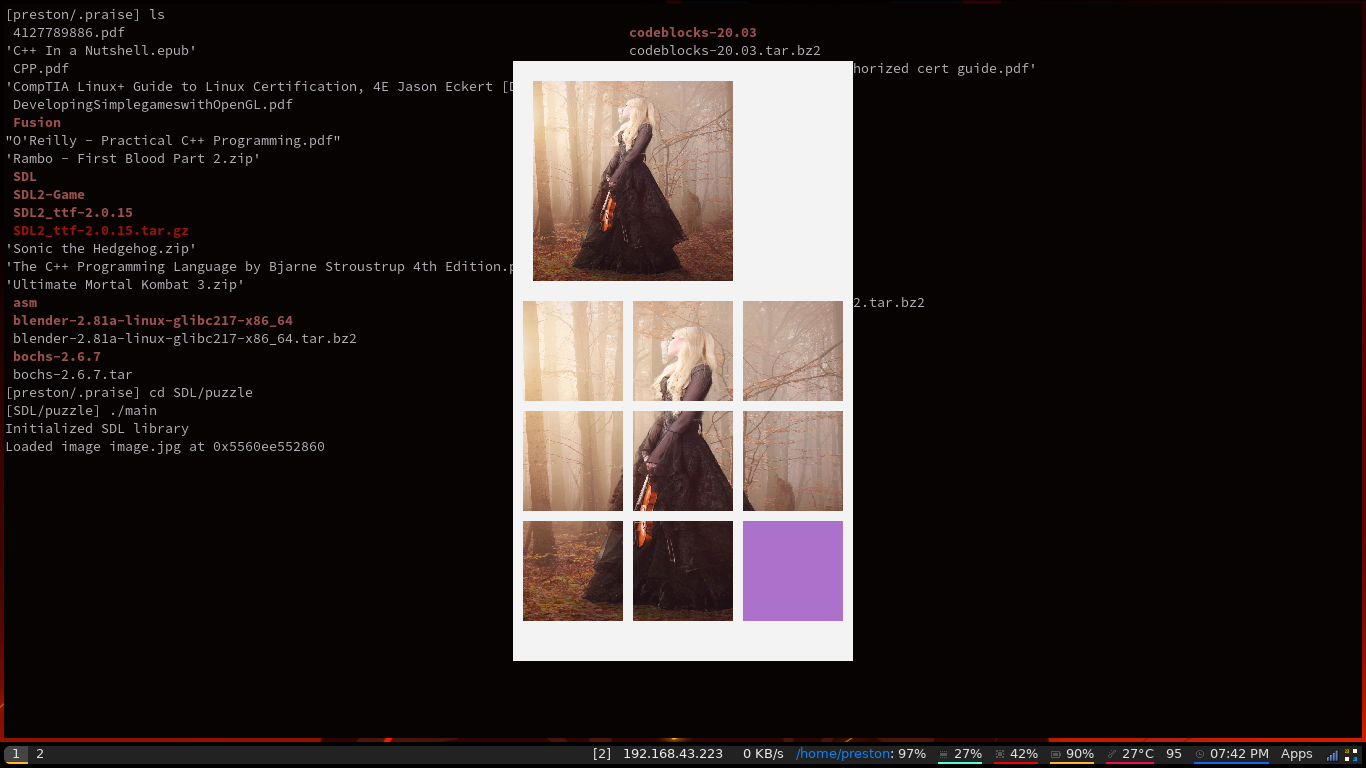 [preston/.praise] ls
4127789886.pdf codeblocks-20.03
'C++ In a Nutshell.epub' codeblocks-20.03.tar.bz2
CPP.pdf horized cert guide.pdf'
'CompTIA Linux+ Guide to Linux Certification, 4E Jason Eckert [
DevelopingSimplegameswithOpenGL.pdf
Fusion
"O'Reilly - Practical C++ Programming.pdf"
'Rambo - First Blood Part 2.zip'
SDL
SDL2-Game
SDL2_ttf-2.0.15
SDL2_ttf-2.0.15.tar.gz
'Sonic the Hedgehog.zip'
'The C++ Programming Language by Bjarne Stroustrup 4th Edition.
'Ultimate Mortal Kombat 3.zip'
asm 2.tar.bz2
blender-2.81a-linux-glibc217-x86_64
blender-2.81a-linux-glibc217-x86_64.tar.bz2
bochs-2.6.7
bochs-2.6.7.tar
[preston/.praise] cd SDL/puzzle
[SDL/puzzle] ./main
Initialized SDL library
Loaded image image.jpg at 0x5560ee552860
1 2 [2] 192.168.43.223 0 KB/s /home/preston: 97% 27% 42% 90% 27°C 95 07:42 PM Apps